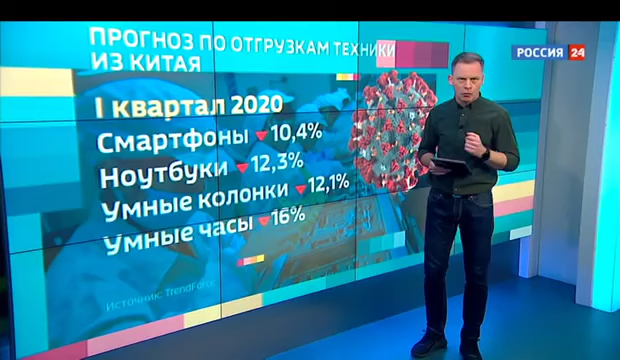 ПРОГНОЗ ПО ОТГРУЗКАМ ТЕХНИКИ
ИЗ КИТАЯ
РОССИЯ 24
I квартал 2020
Смартфоны 10,4%
Ноутбуки 12,3%
Умные колонки 12,1%
Умные часы 16%
Источник: TrendForce